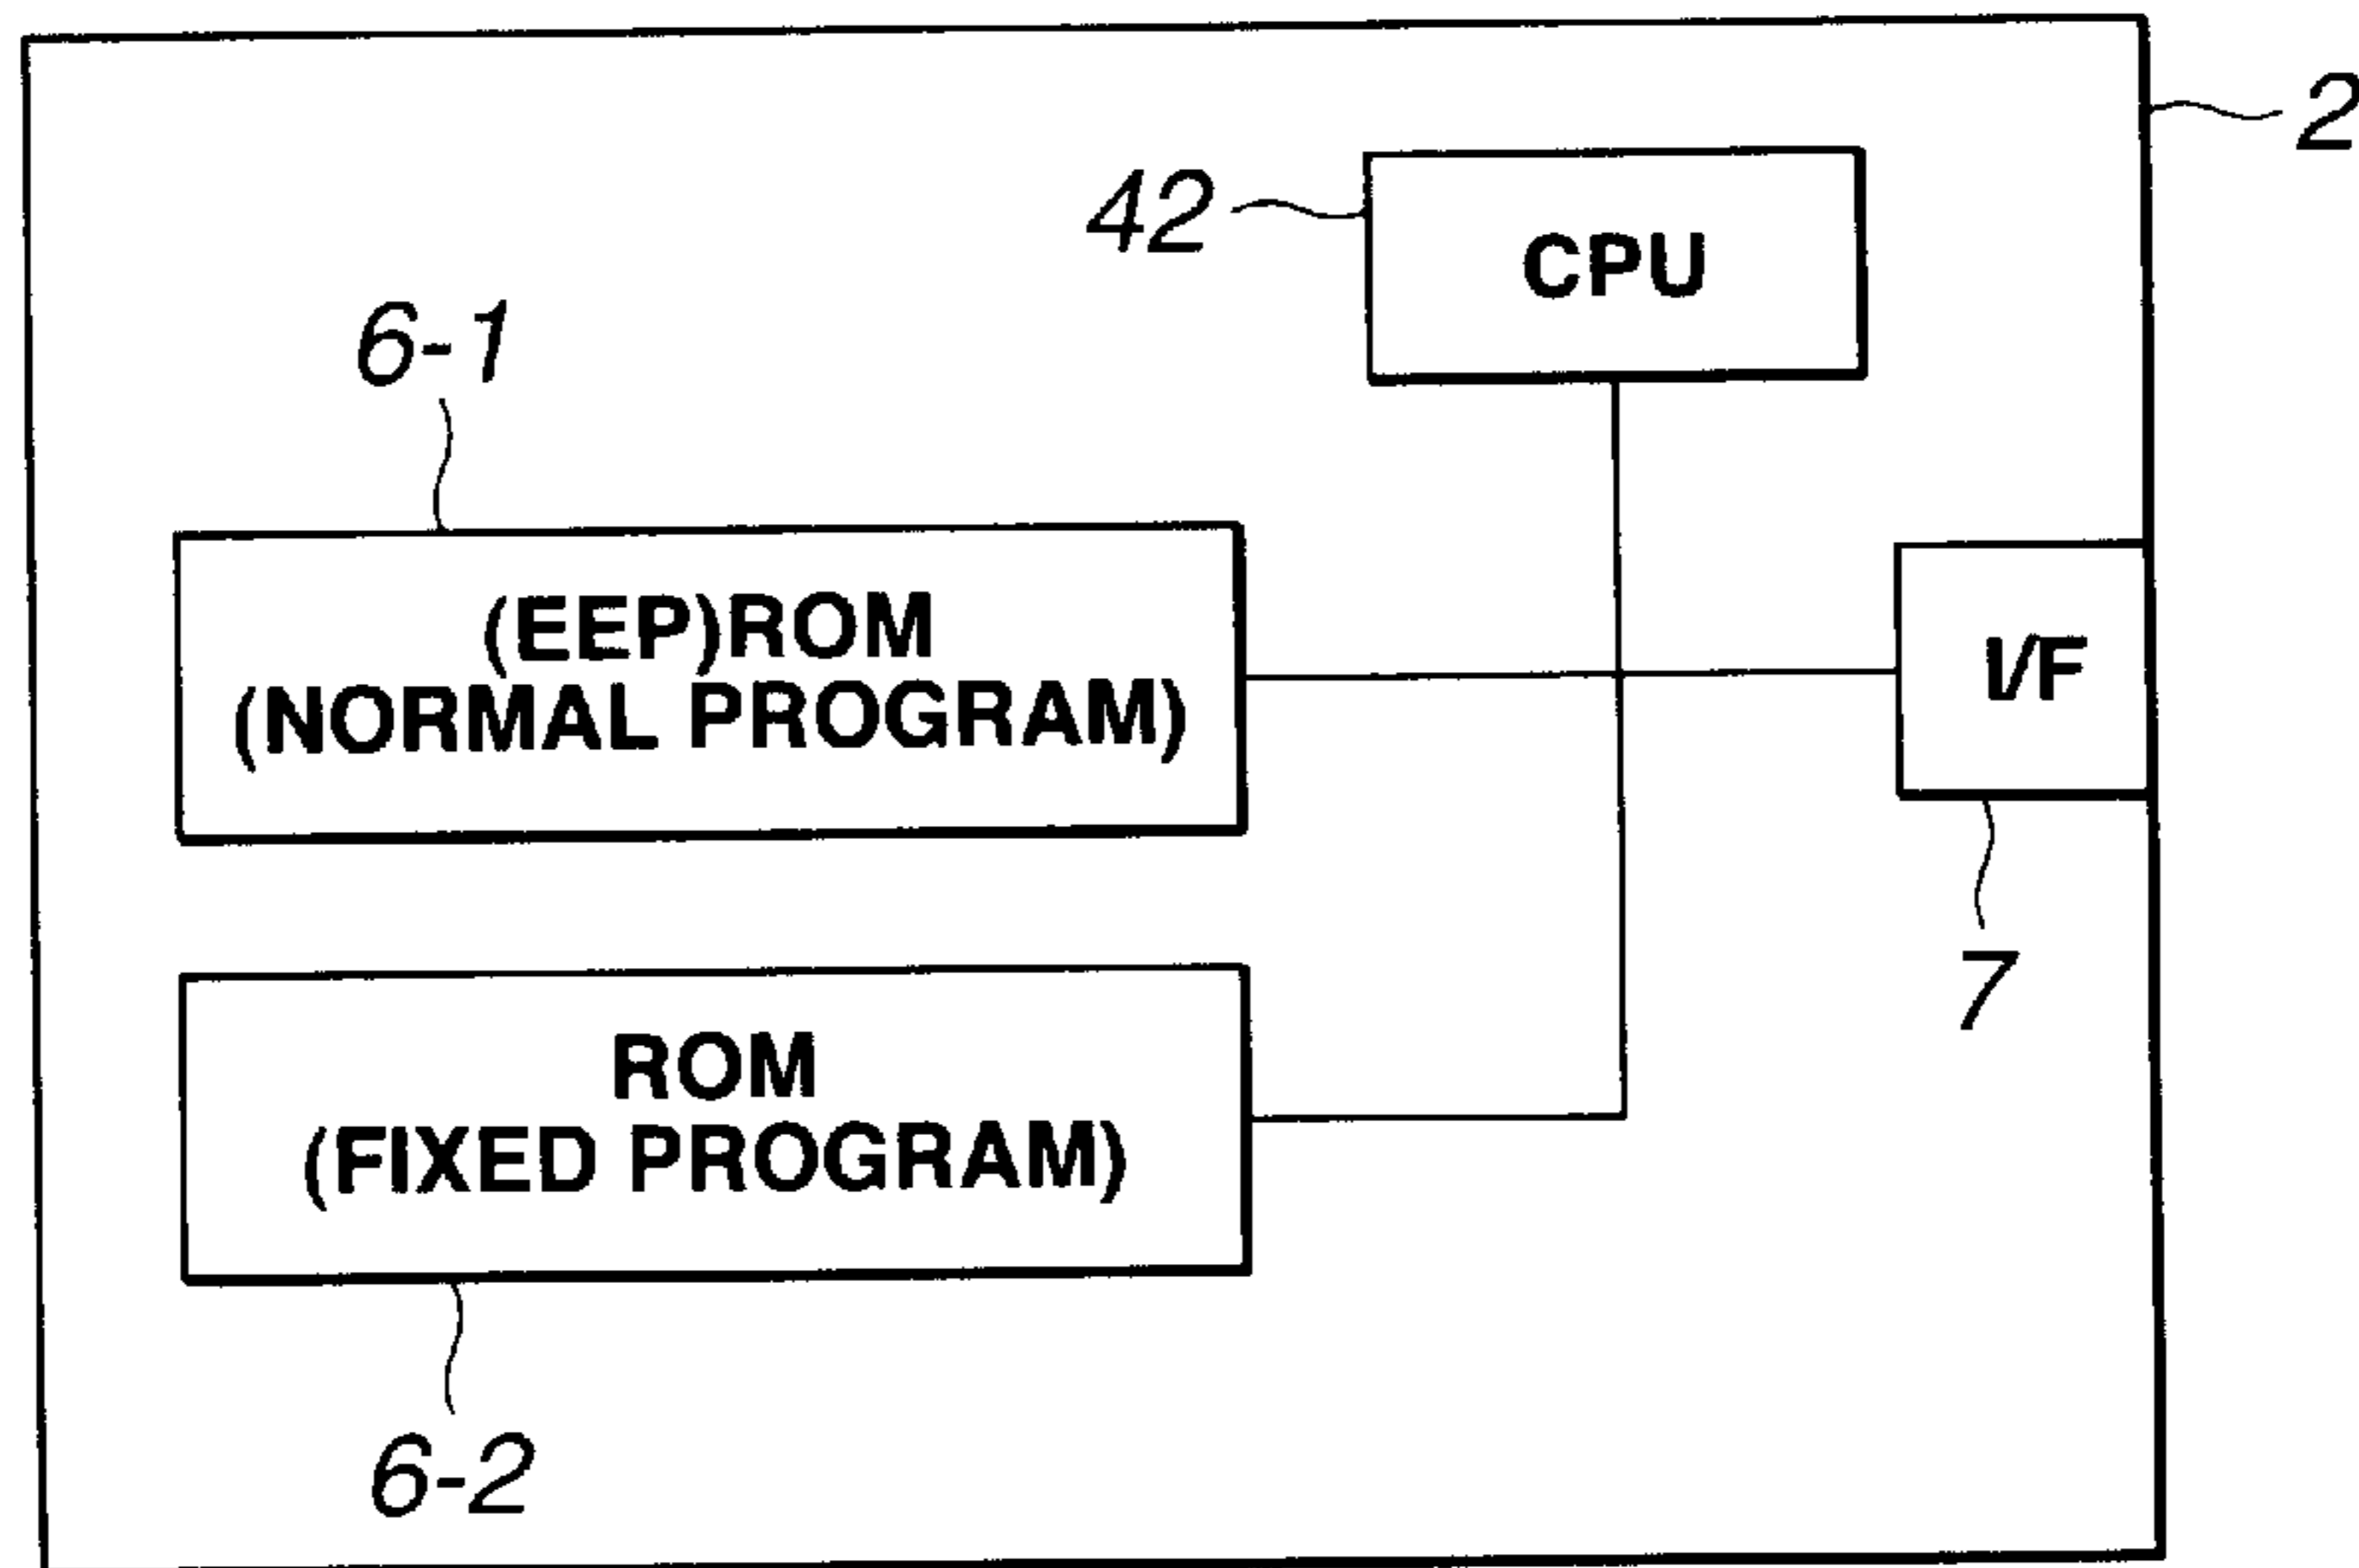 2
42
CPU
6-1
(EEP)ROM
(NORMAL PROGRAM)
I/F
7
ROM
(FIXED PROGRAM)
6-2